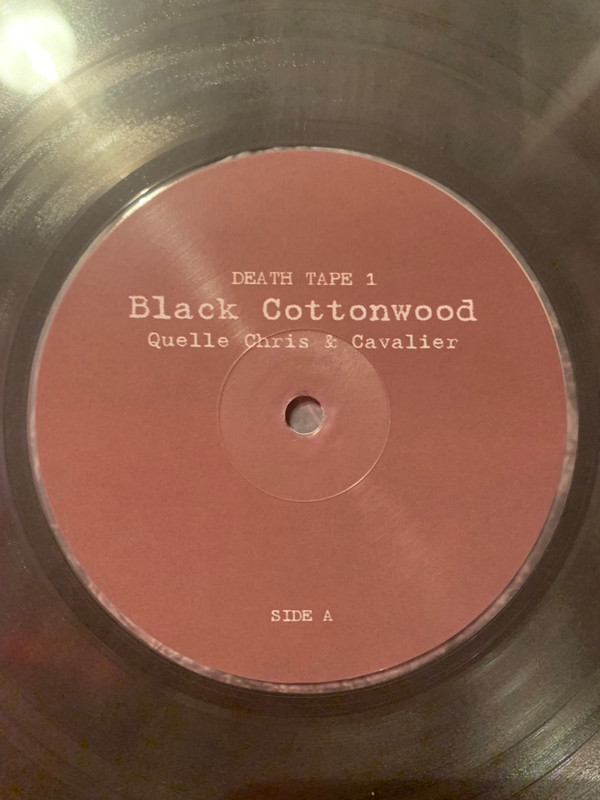 DEATH TAPE 1
Black Cottonwood
Quelle Chris & Cavalier
SIDE A